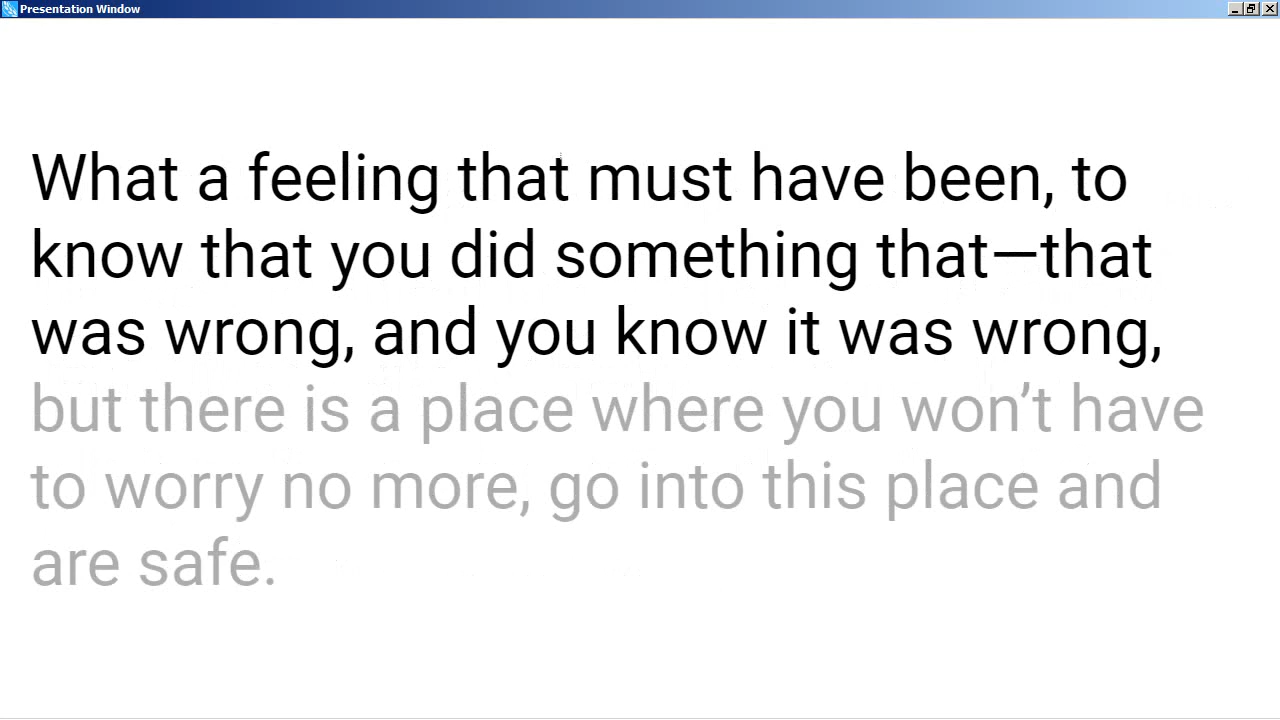 Presentation Window
What a feeling that must have been, to
know that you did something that—that
was wrong, and you know it was wrong,
but there is a place where you won’t have
to worry no more, go into this place and
are safe.